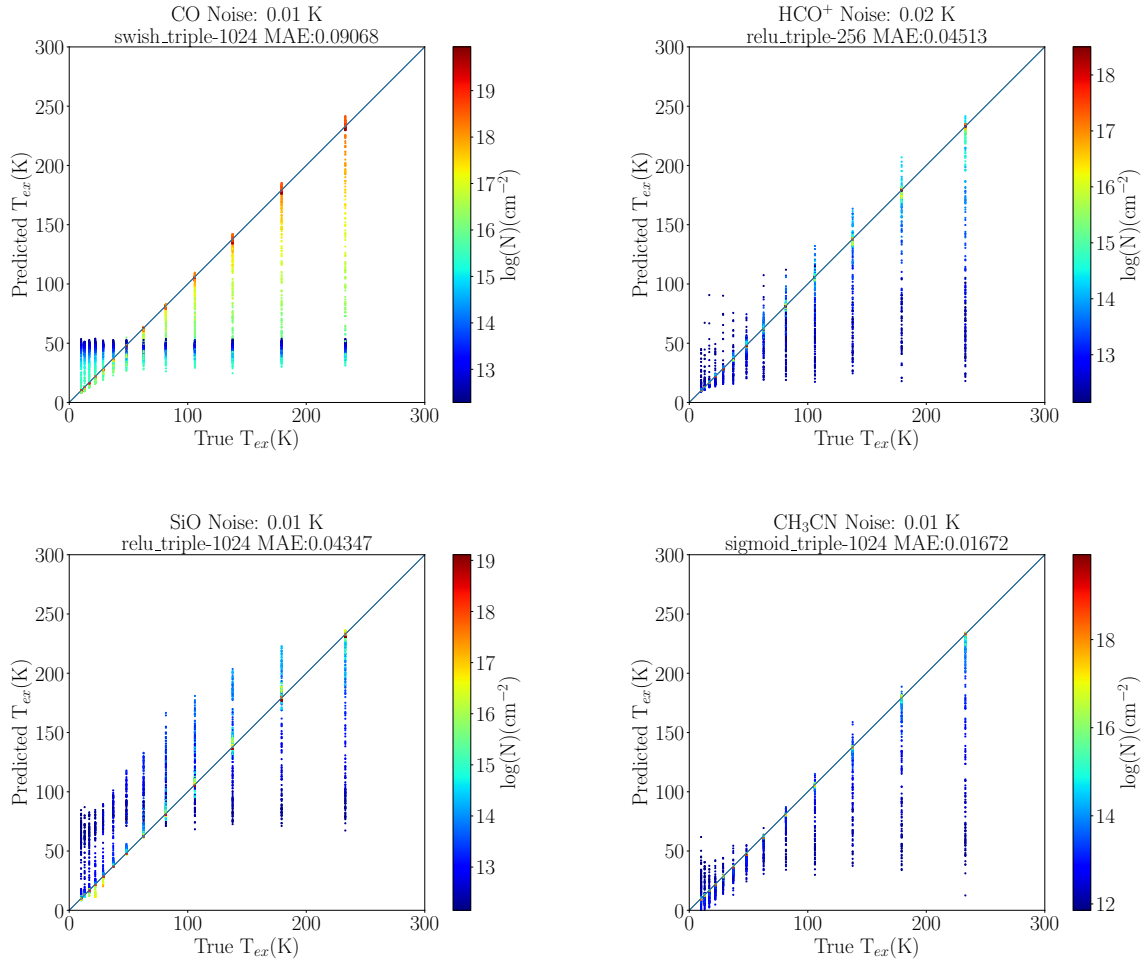 CO Noise: 0.01 K
swish_triple-1024 MAE:0.09068
300
250
200
150
100
50
0
Predicted T_ex(K)
0 100 200 300
True T_ex(K)
19
18
17
16
15
14
13
log(N)(cm⁻²)
HCO⁺ Noise: 0.02 K
relu_triple-256 MAE:0.04513
300
250
200
150
100
50
0
Predicted T_ex(K)
0 100 200 300
True T_ex(K)
18
17
16
15
14
13
log(N)(cm⁻²)
SiO Noise: 0.01 K
relu_triple-1024 MAE:0.04347
300
250
200
150
100
50
0
Predicted T_ex(K)
0 100 200 300
True T_ex(K)
19
18
17
16
15
14
13
log(N)(cm⁻²)
CH₃CN Noise: 0.01 K
sigmoid_triple-1024 MAE:0.01672
300
250
200
150
100
50
0
Predicted T_ex(K)
0 100 200 300
True T_ex(K)
18
16
14
12
log(N)(cm⁻²)